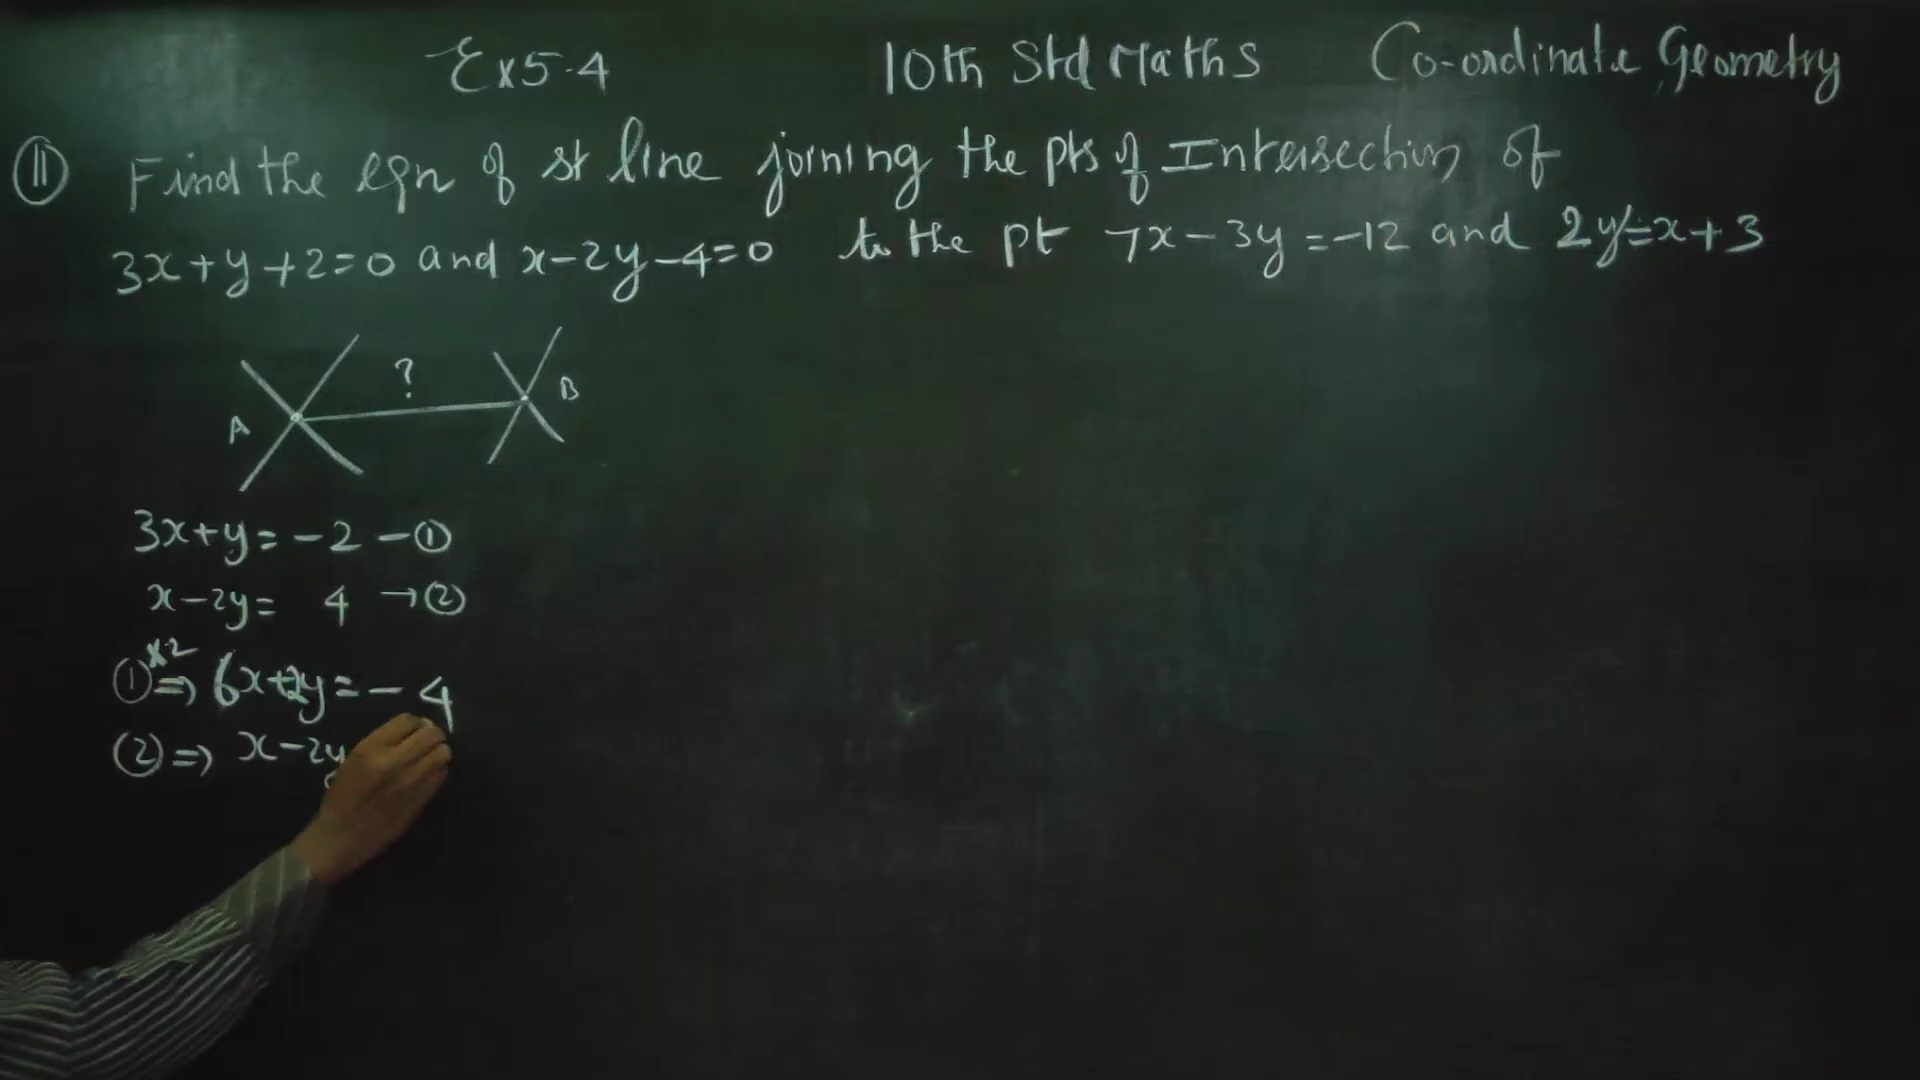 Ex 5.4 10th Std Maths Co-ordinate Geometry
⑪ Find the eqn of st line joining the pts of Intersection of
3x+y+2=0 and x-2y-4=0 to the pt 7x-3y=-12 and 2y=x+3
?
A B
3x+y=-2 -①
x-2y= 4 →②
①×2 ⇒ 6x+2y=-4
②⇒ x-2y